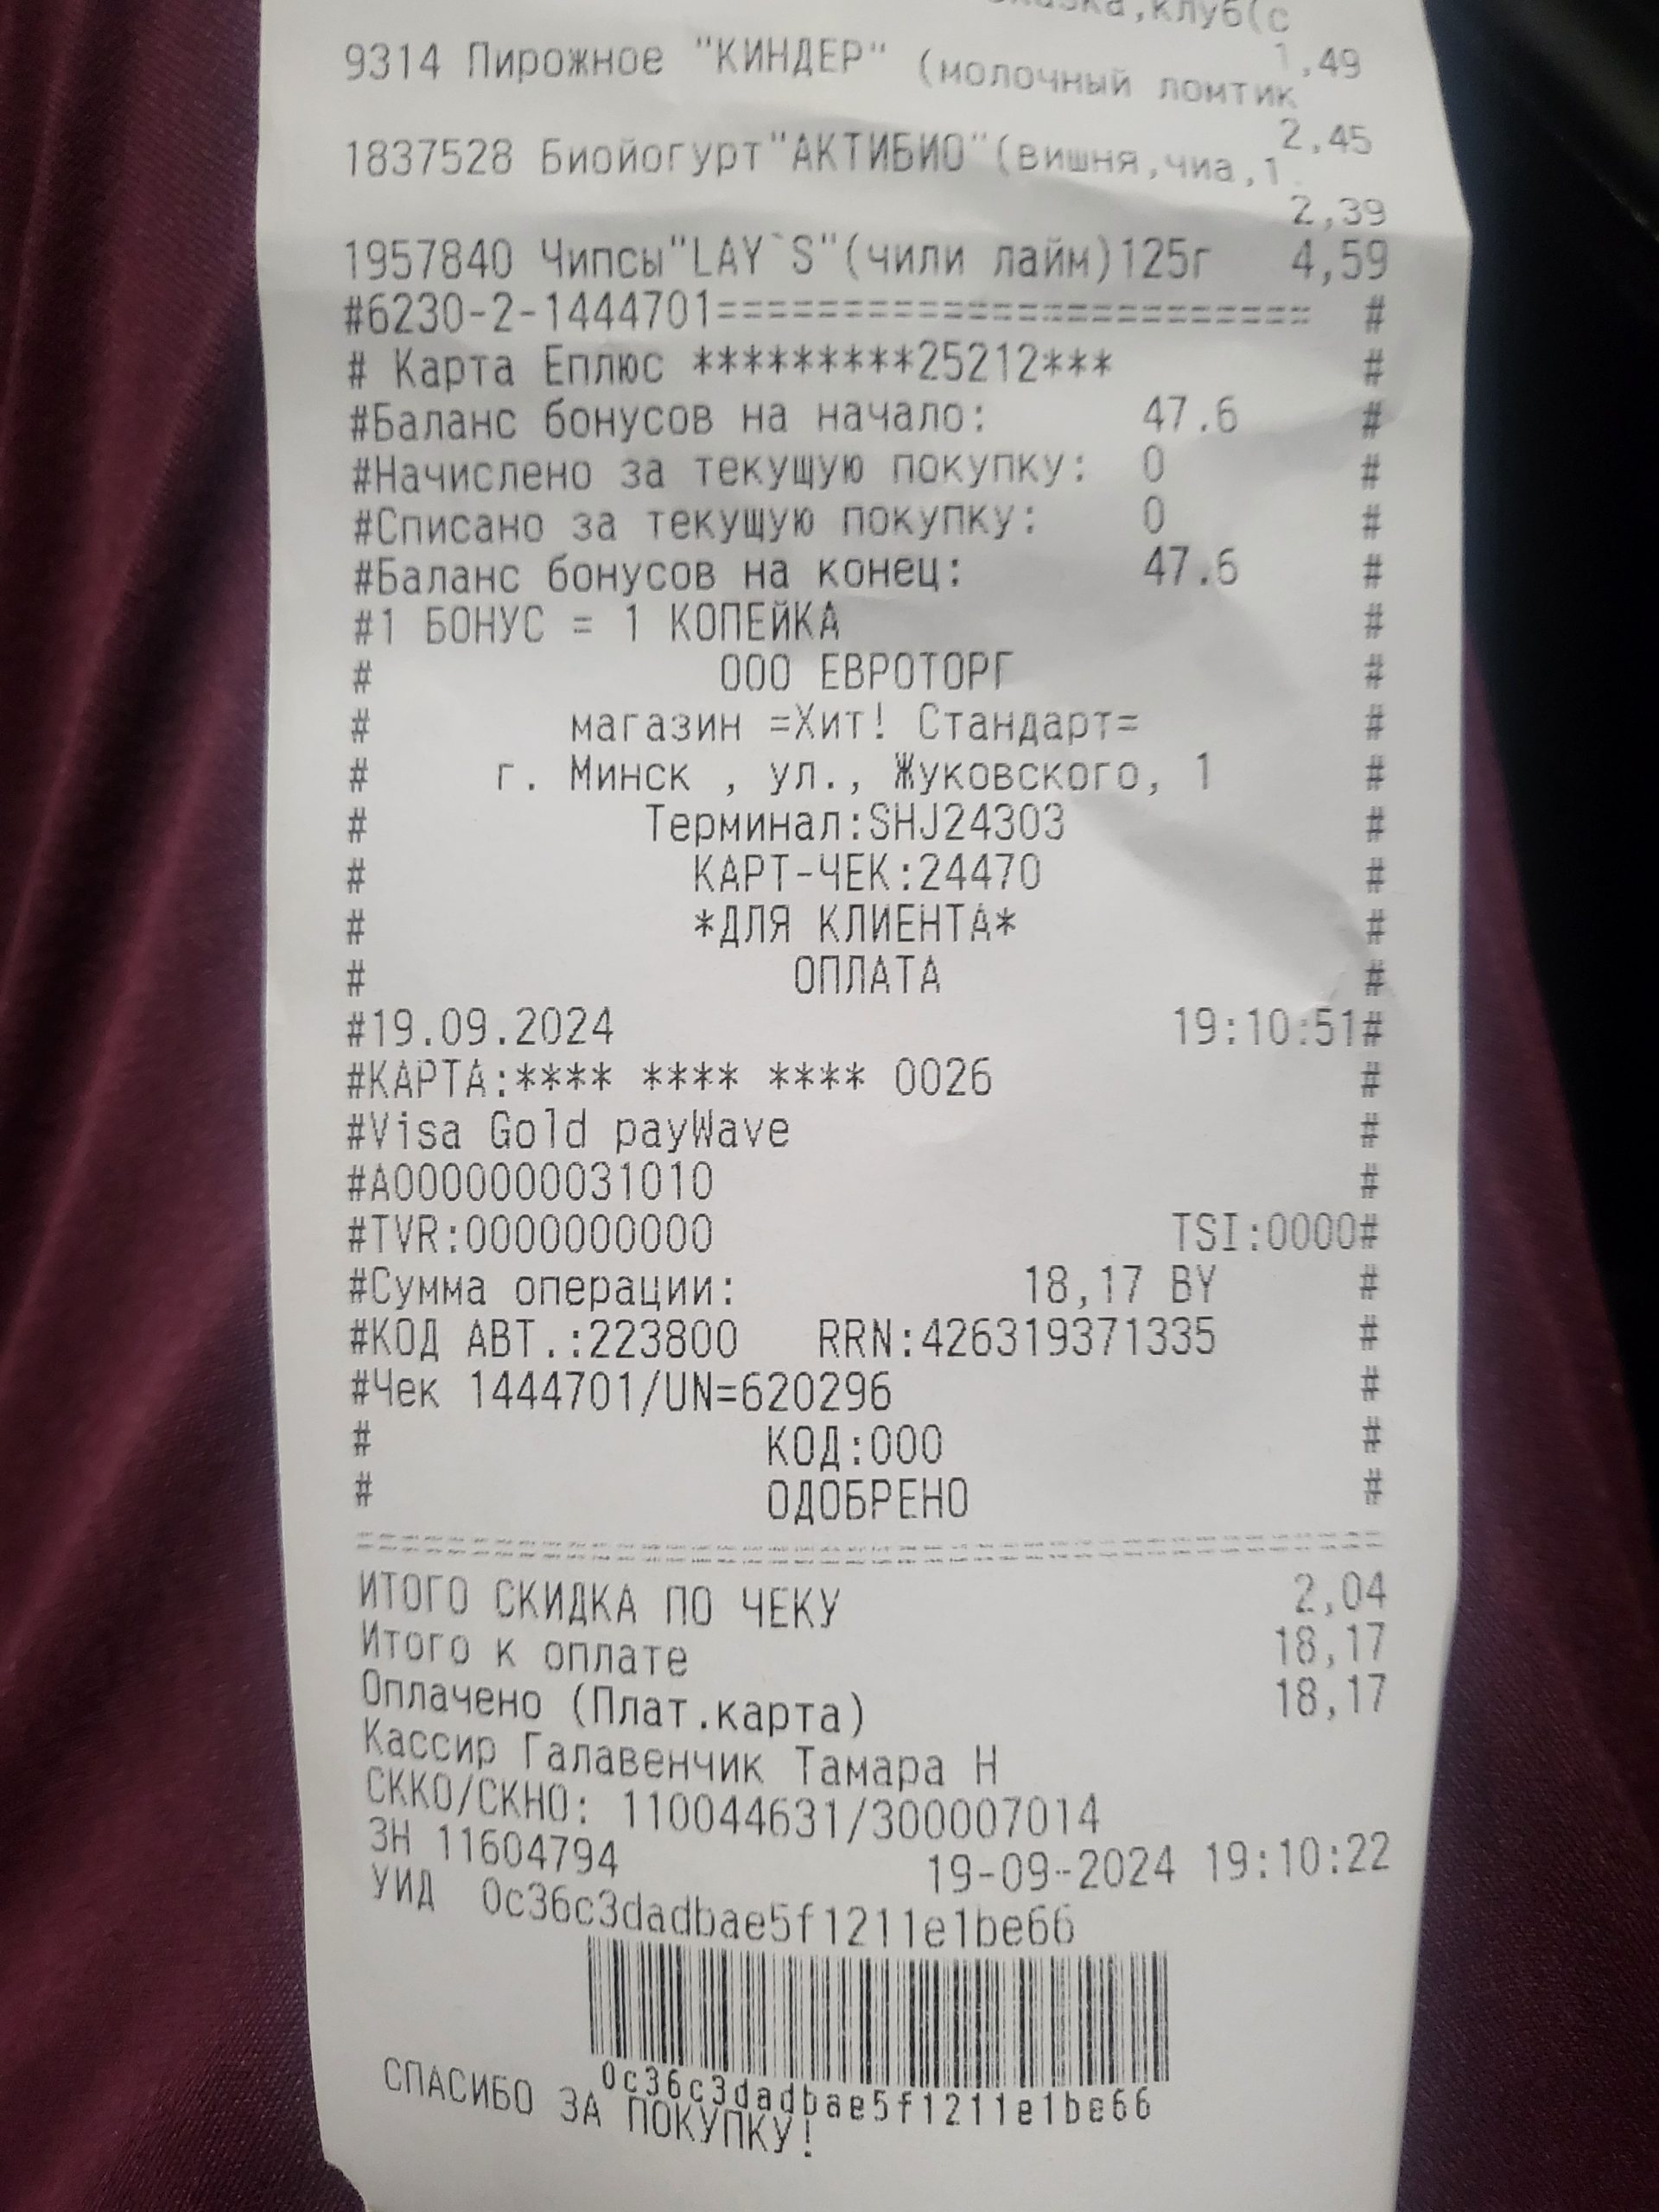 ,клуб(с
1,49
9314 Пирожное "КИНДЕР" (молочный ломтик
2,45
1837528 Биойогурт"АКТИБИО"(вишня,чиа,1
2,39
1957840 Чипсы"LAY`S"(чили лайм)125г 4,59
#6230-2-1444701======================== #
# Карта Еплюс *********25212*** #
#Баланс бонусов на начало: 47.6 #
#Начислено за текущую покупку: 0 #
#Списано за текущую покупку: 0 #
#Баланс бонусов на конец: 47.6 #
#1 БОНУС = 1 КОПЕЙКА #
# ООО ЕВРОТОРГ #
# магазин =Хит! Стандарт= #
# г. Минск , ул., Жуковского, 1 #
# Терминал:SHJ24303 #
# КАРТ-ЧЕК:24470 #
# *ДЛЯ КЛИЕНТА* #
# ОПЛАТА #
#19.09.2024 19:10:51#
#КАРТА:**** **** **** 0026 #
#Visa Gold payWave #
#A0000000031010 #
#TVR:0000000000 TSI:0000#
#Сумма операции: 18,17 BY #
#КОД АВТ.:223800 RRN:426319371335 #
#Чек 1444701/UN=620296 #
# КОД:000 #
# ОДОБРЕНО #
ИТОГО СКИДКА ПО ЧЕКУ 2,04
Итого к оплате 18,17
Оплачено (Плат.карта) 18,17
Кассир Галавенчик Тамара Н
СККО/СКНО: 110044631/300007014
ЗН 11604794 19-09-2024 19:10:22
УИД 0c36c3dadbae5f1211e1be66
0c36c3dadbae5f1211e1be66
СПАСИБО ЗА ПОКУПКУ!